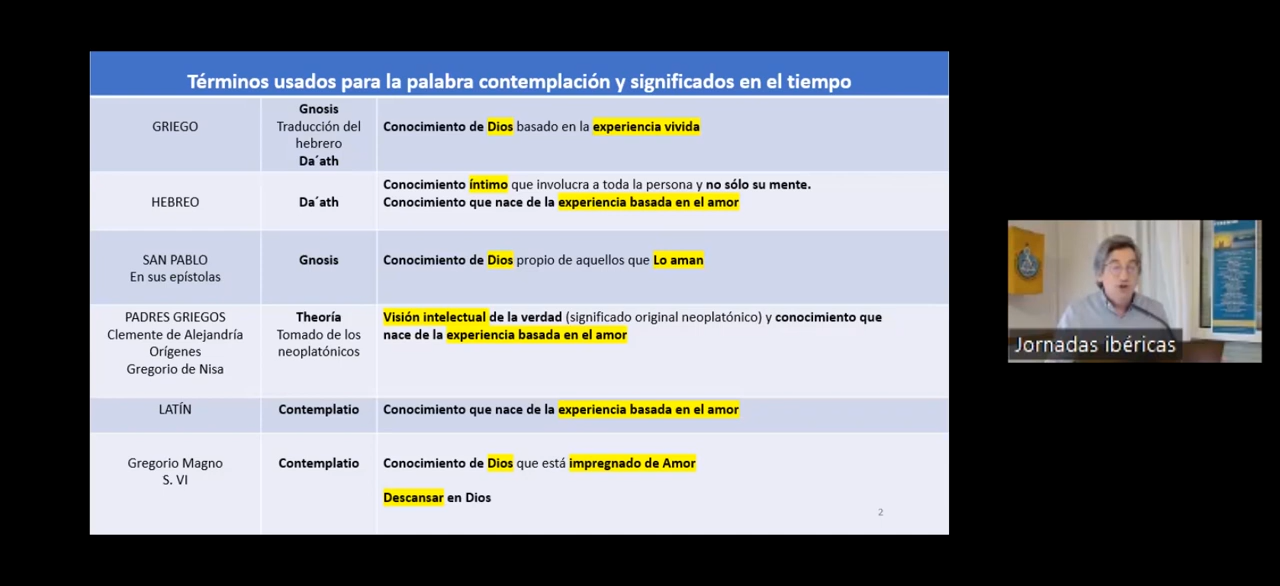 Términos usados para la palabra contemplación y significados en el tiempo
GRIEGO
Gnosis
Traducción del
hebrero
Da´ath
Conocimiento de Dios basado en la experiencia vivida
HEBREO
Da´ath
Conocimiento íntimo que involucra a toda la persona y no sólo su mente.
Conocimiento que nace de la experiencia basada en el amor
SAN PABLO
En sus epístolas
Gnosis
Conocimiento de Dios propio de aquellos que Lo aman
PADRES GRIEGOS
Clemente de Alejandría
Orígenes
Gregorio de Nisa
Theoría
Tomado de los
neoplatónicos
Visión intelectual de la verdad (significado original neoplatónico) y conocimiento que
nace de la experiencia basada en el amor
LATÍN
Contemplatio
Conocimiento que nace de la experiencia basada en el amor
Gregorio Magno
S. VI
Contemplatio
Conocimiento de Dios que está impregnado de Amor
Descansar en Dios
2
Jornadas ibéricas